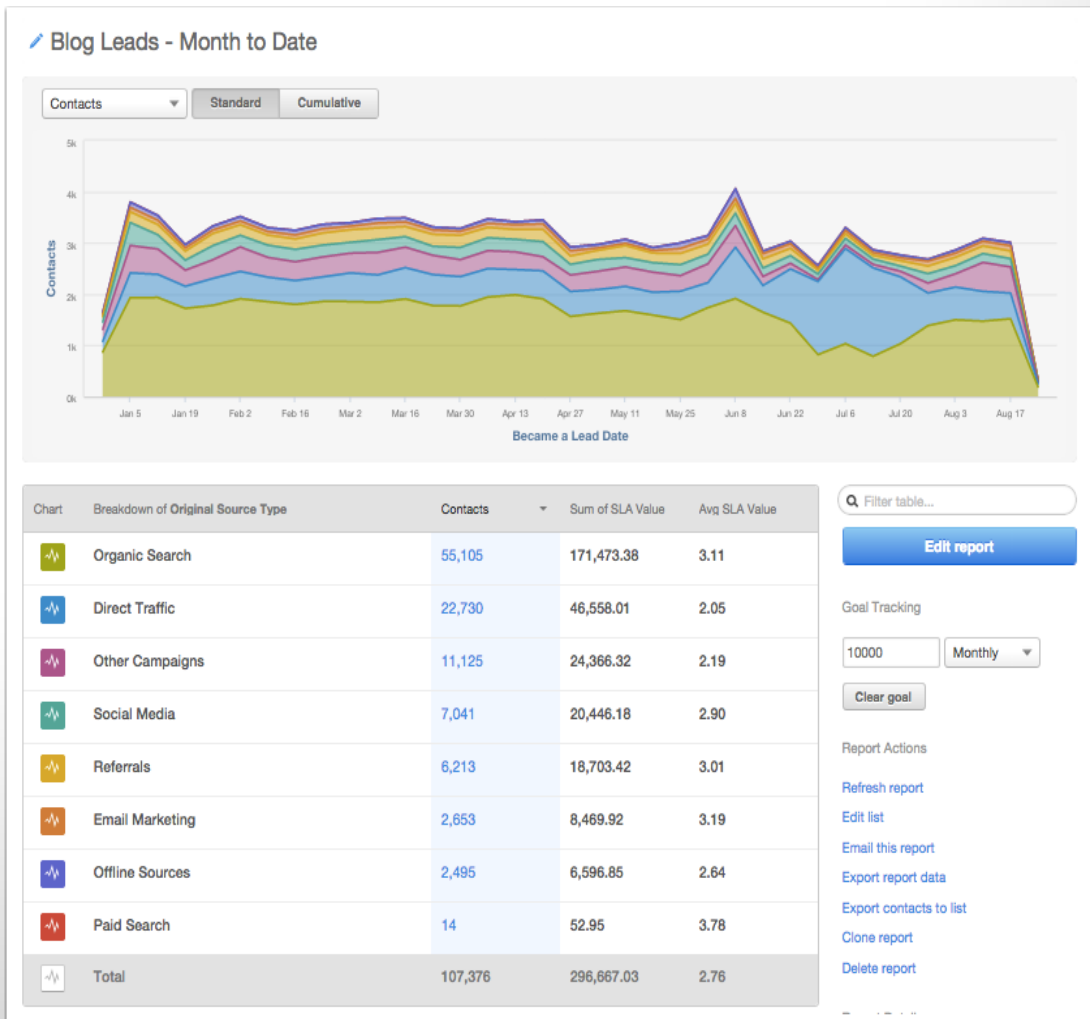 Blog Leads - Month to Date
Contacts Standard Cumulative
5k
4k
3k
2k
1k
0k
Contacts
Jan 5 Jan 19 Feb 2 Feb 16 Mar 2 Mar 16 Mar 30 Apr 13 Apr 27 May 11 May 25 Jun 8 Jun 22 Jul 6 Jul 20 Aug 3 Aug 17
Became a Lead Date
Chart Breakdown of Original Source Type Contacts Sum of SLA Value Avg SLA Value
Organic Search 55,105 171,473.38 3.11
Direct Traffic 22,730 46,558.01 2.05
Other Campaigns 11,125 24,366.32 2.19
Social Media 7,041 20,446.18 2.90
Referrals 6,213 18,703.42 3.01
Email Marketing 2,653 8,469.92 3.19
Offline Sources 2,495 6,596.85 2.64
Paid Search 14 52.95 3.78
Total 107,376 296,667.03 2.76
Filter table...
Edit report
Goal Tracking
10000 Monthly
Clear goal
Report Actions
Refresh report
Edit list
Email this report
Export report data
Export contacts to list
Clone report
Delete report